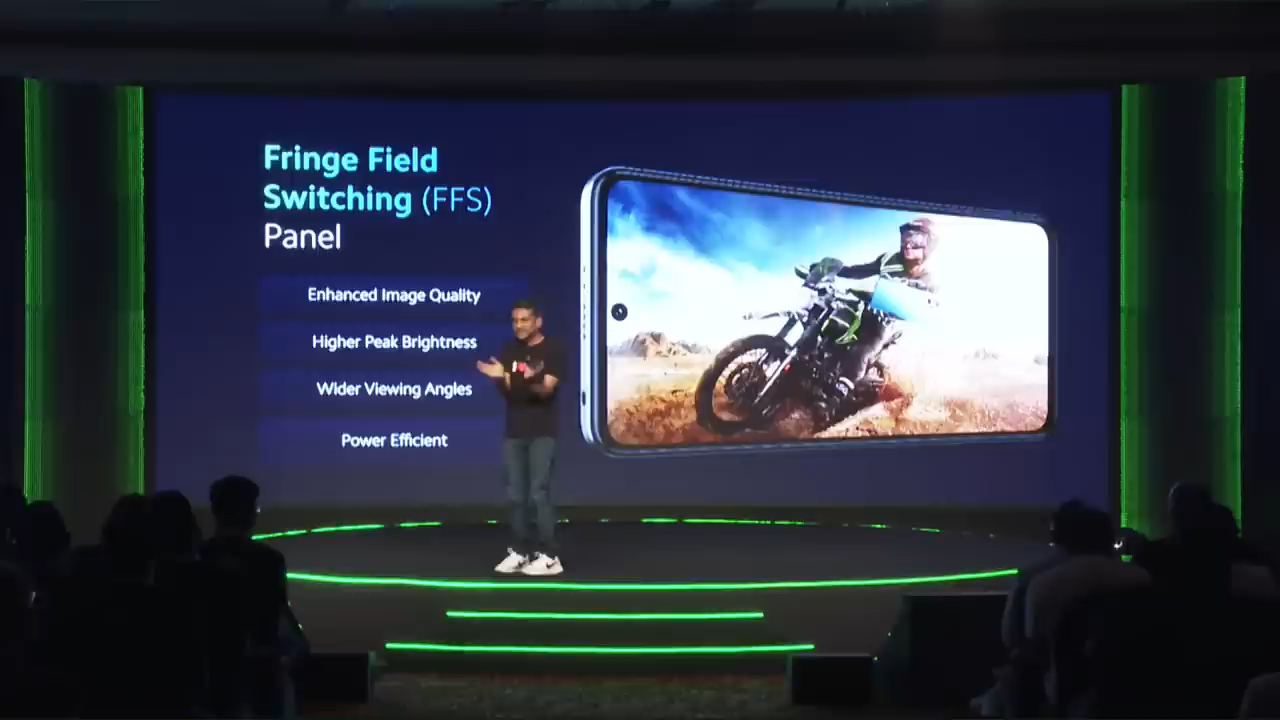 Fringe Field
Switching (FFS)
Panel
Enhanced Image Quality
Higher Peak Brightness
Wider Viewing Angles
Power Efficient